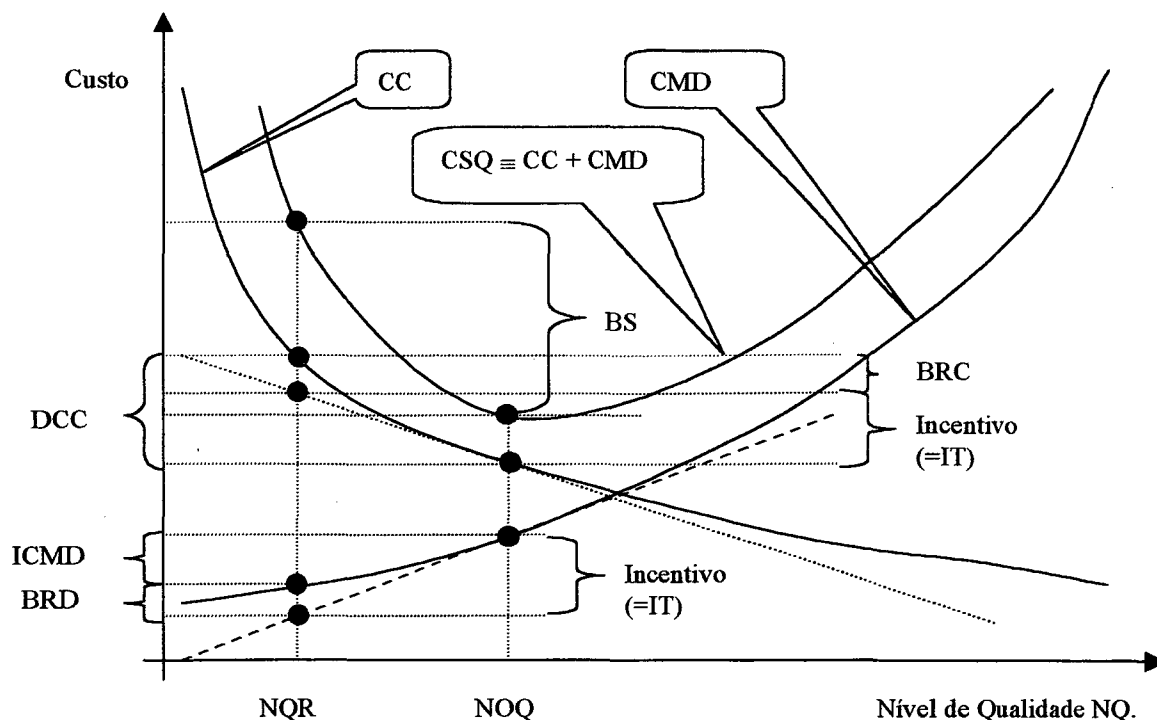 Custo
CC
CMD
CSQ ≡ CC + CMD
BS
BRC
DCC
Incentivo
(=IT)
ICMD
BRD
Incentivo
(=IT)
NQR
NOQ
Nível de Qualidade NQ.